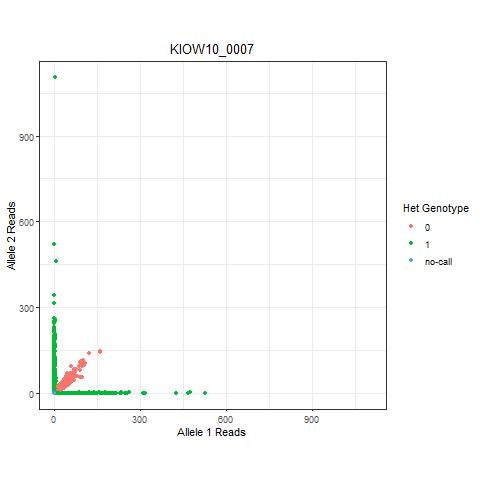 KIOW10_0007
Allele 2 Reads
900
600
300
0
0 300 600 900
Allele 1 Reads
Het Genotype
0
1
no-call